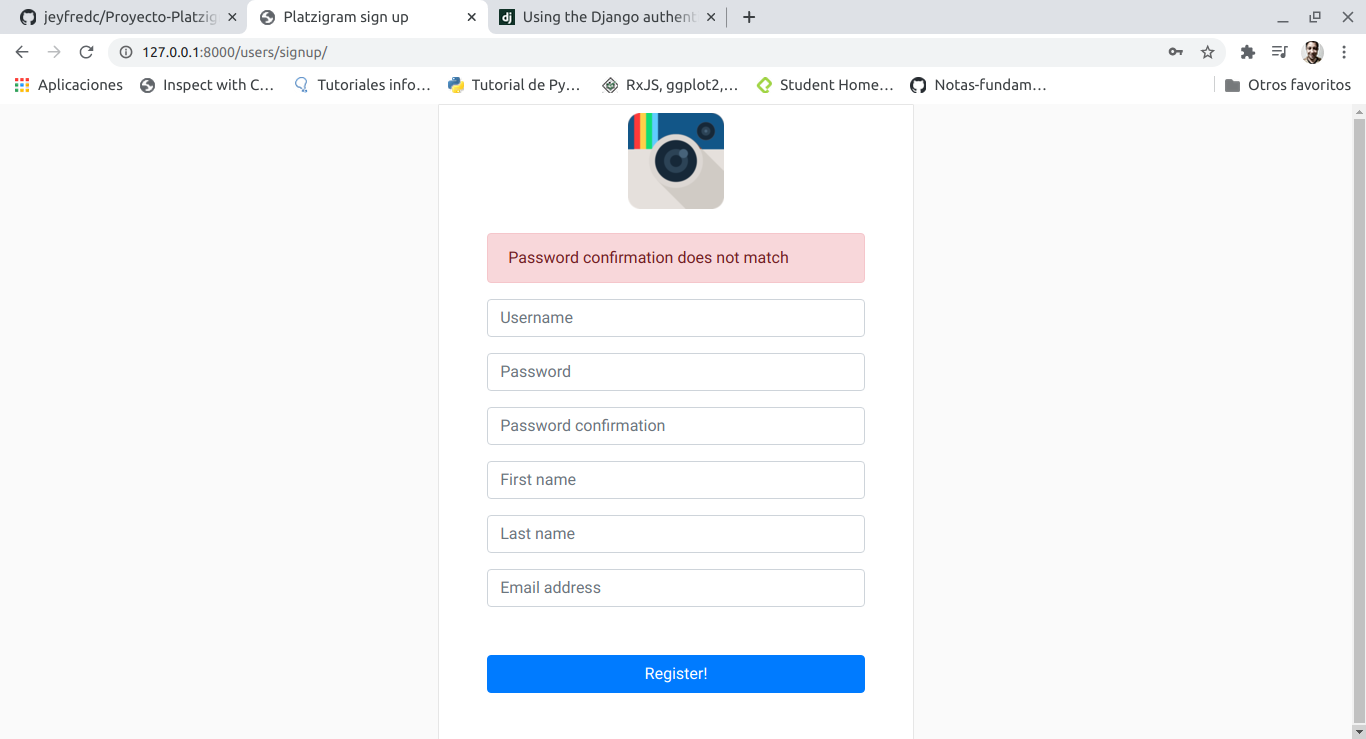 jeyfredc/Proyecto-Platzig
Platzigram sign up
Using the Django authent
127.0.0.1:8000/users/signup/
Aplicaciones
Inspect with C...
Tutoriales info...
Tutorial de Py...
RxJS, ggplot2,...
Student Home...
Notas-fundam...
Otros favoritos
Password confirmation does not match
Username
Password
Password confirmation
First name
Last name
Email address
Register!